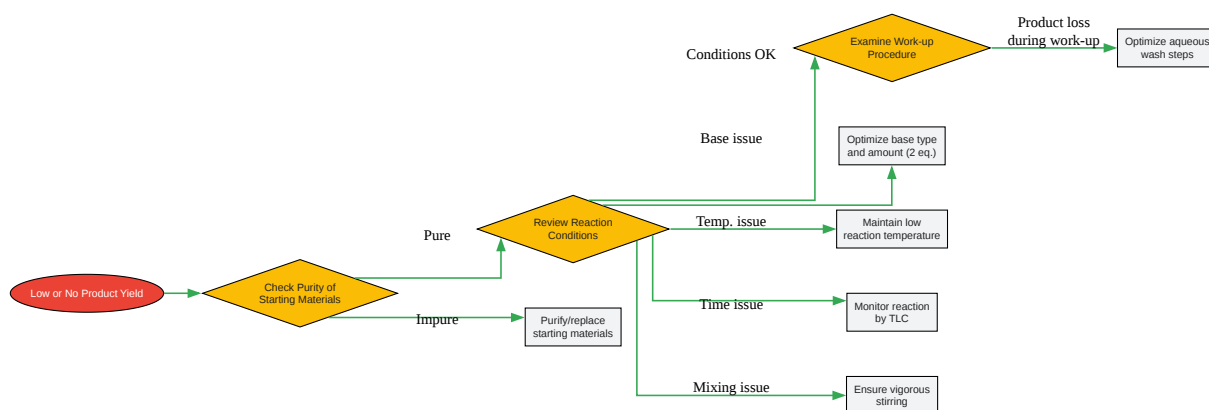 Product loss
during work-up
Examine Work-up
Procedure
Optimize aqueous
wash steps
Conditions OK
Base issue
Optimize base type
and amount (2 eq.)
Review Reaction
Conditions
Temp. issue
Maintain low
reaction temperature
Pure
Low or No Product Yield
Check Purity of
Starting Materials
Time issue
Monitor reaction
by TLC
Impure
Purify/replace
starting materials
Mixing issue
Ensure vigorous
stirring